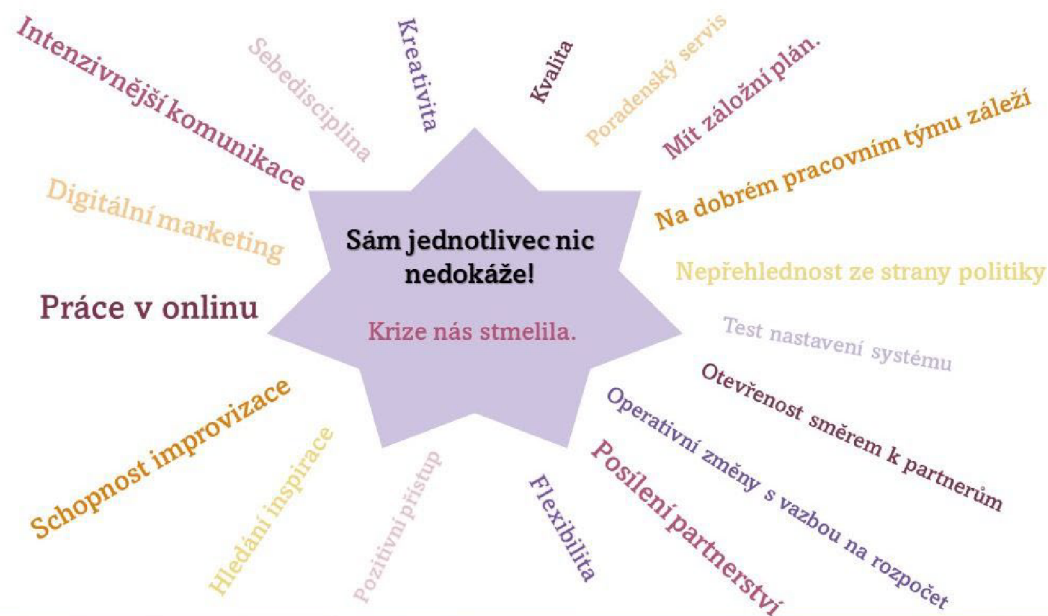 Intenzivnější komunikace
Sebedisciplina
Kreativita
Kvalita
Poradenský servis
Mít záložní plán.
Na dobrém pracovním týmu záleží
Digitální marketing
Sám jednotlivec nic
nedokáže!
Nepřehlednost ze strany politiky
Práce v onlinu
Krize nás stmelila.
Test nastavení systému
Otevřenost směrem k partnerům
Schopnost improvizace
Hledání inspirace
Pozitivní přístup
Flexibilita
Posílení partnerství
Operativní změny s vazbou na rozpočet